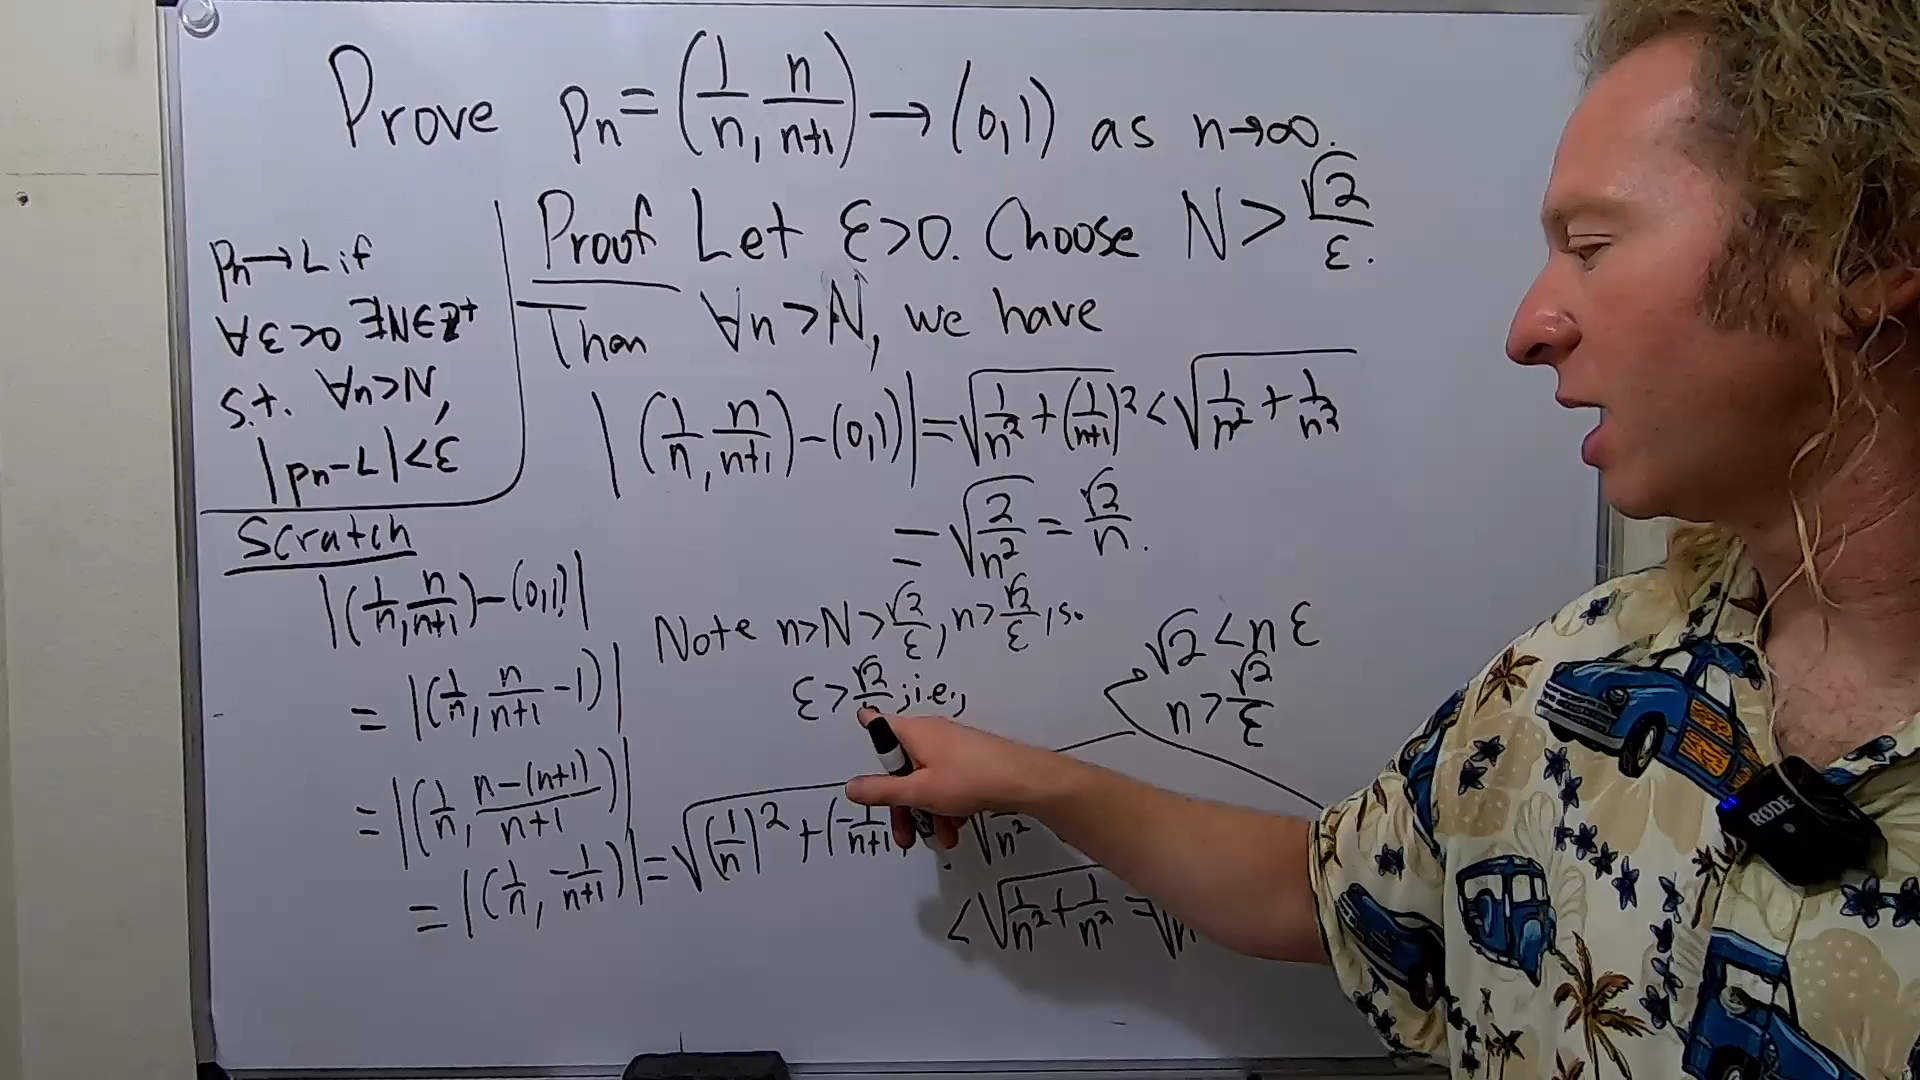 Prove pn = (1/n, n/n+1) → (0,1) as n→∞.
pn→L if
∀ε>0 ∃N∈ℤ+
s.t. ∀n>N,
|pn-L|<ε
Proof Let ε>0. Choose N > √2/ε.
Then ∀n>N, we have
|(1/n, n/n+1)-(0,1)| = √(1/n² + (1/n+1)²) < √(1/n² + 1/n²)
= √(2/n²) = √2/n.
Note n>N>√2/ε, n>√2/ε, so
ε>√2/n; i.e.,
Scratch
|(1/n, n/n+1)-(0,1)|
= |(1/n, n/n+1 -1)|
= |(1/n, n-(n+1)/n+1)|
= |(1/n, -1/n+1)| = √((1/n)² + (-1/n+1)
√n²
< √(1/n² + 1/n²) = √
√2 < nε
n > √2/ε
RØDE